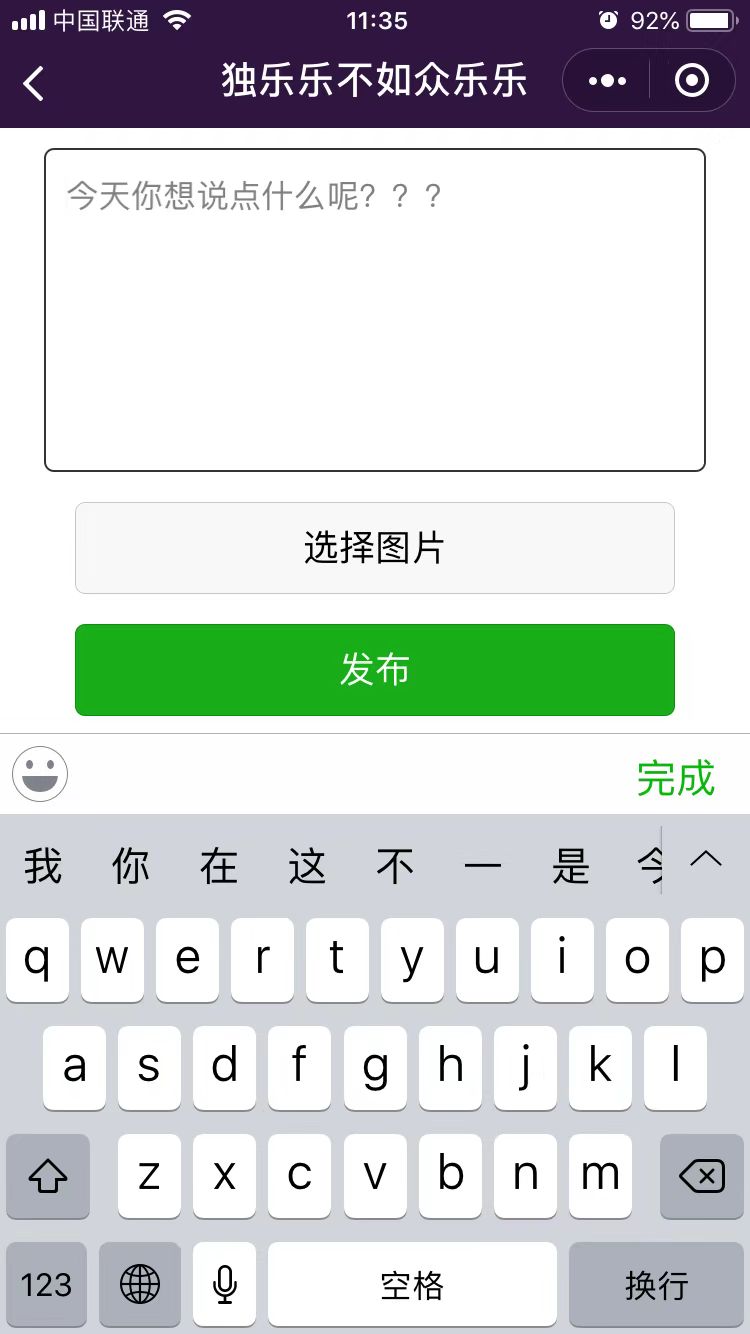 中国联通 11:35 92%
独乐乐不如众乐乐
今天你想说点什么呢？？？
选择图片
发布
完成
我 你 在 这 不 一 是 今
q w e r t y u i o p
a s d f g h j k l
z x c v b n m
123 空格 换行